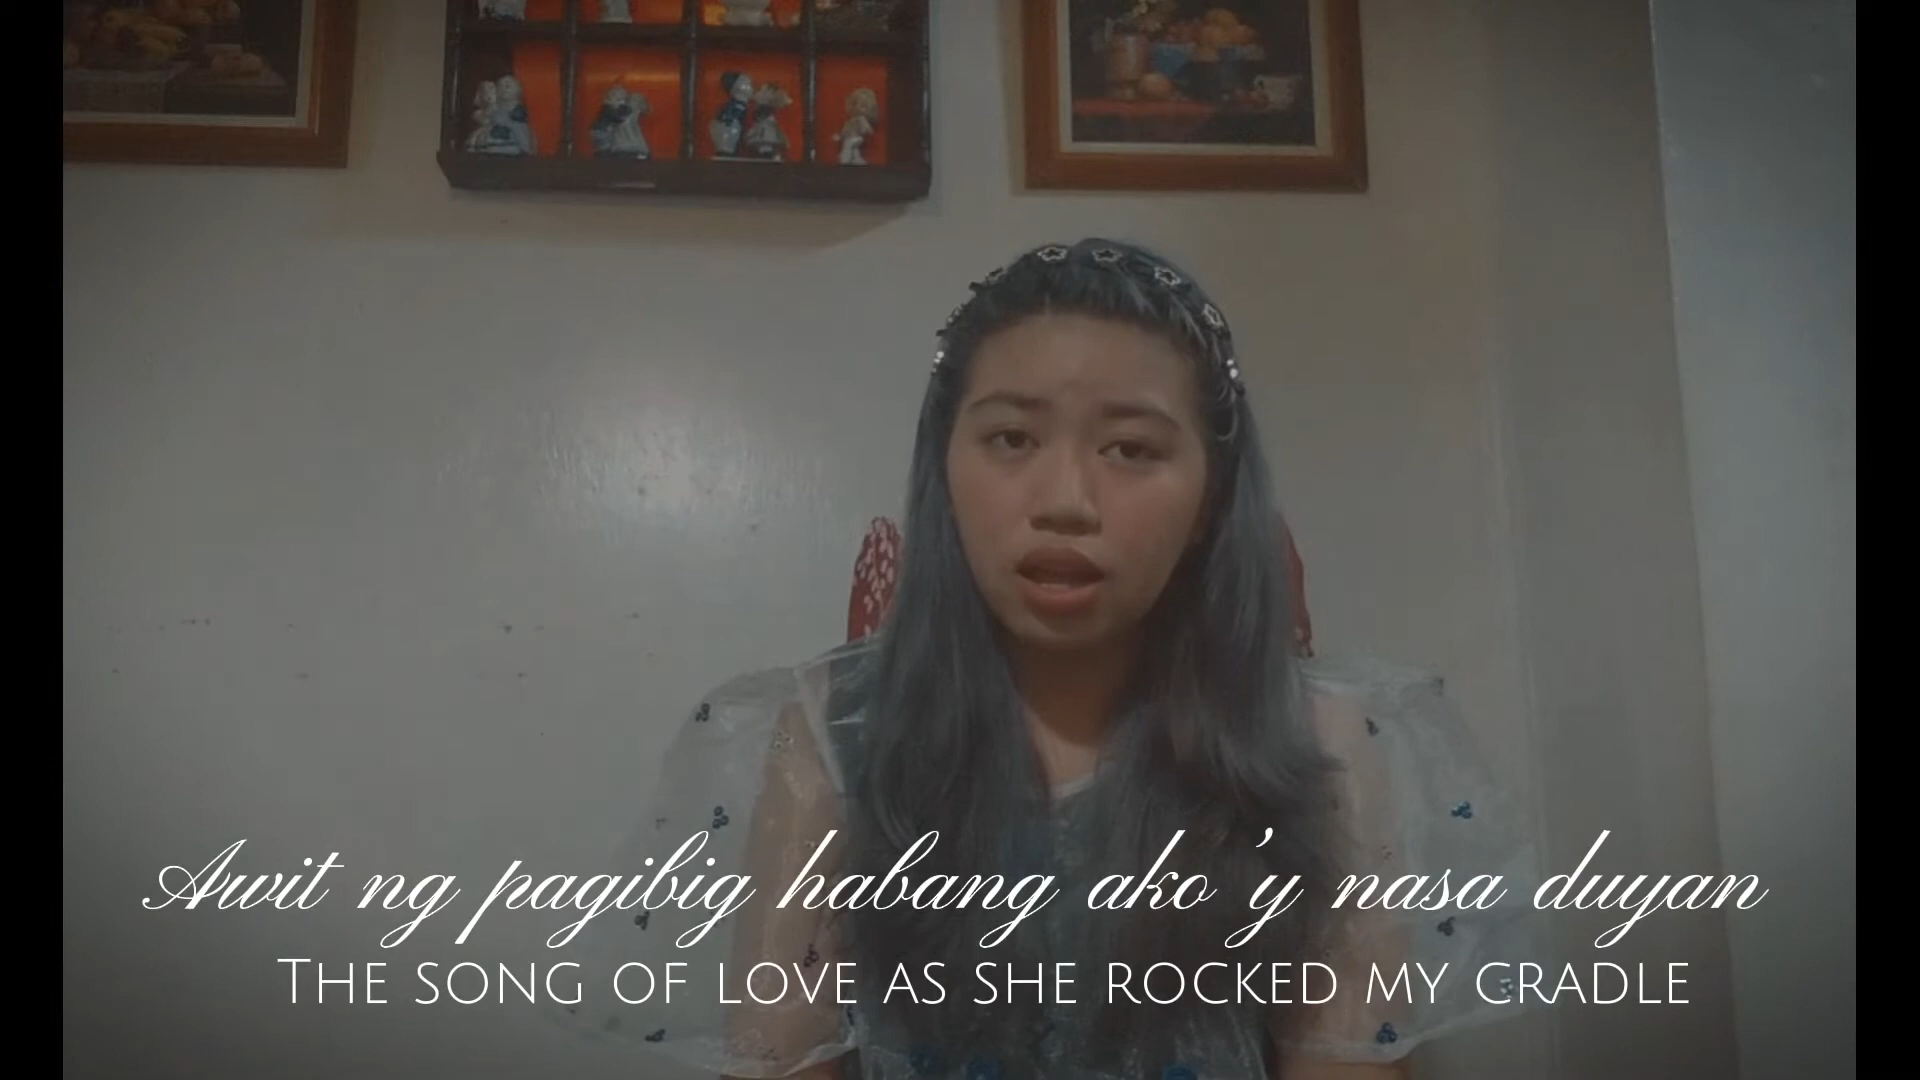 Awit ng pagibig habang ako'y nasa duyan
The song of love as she rocked my cradle